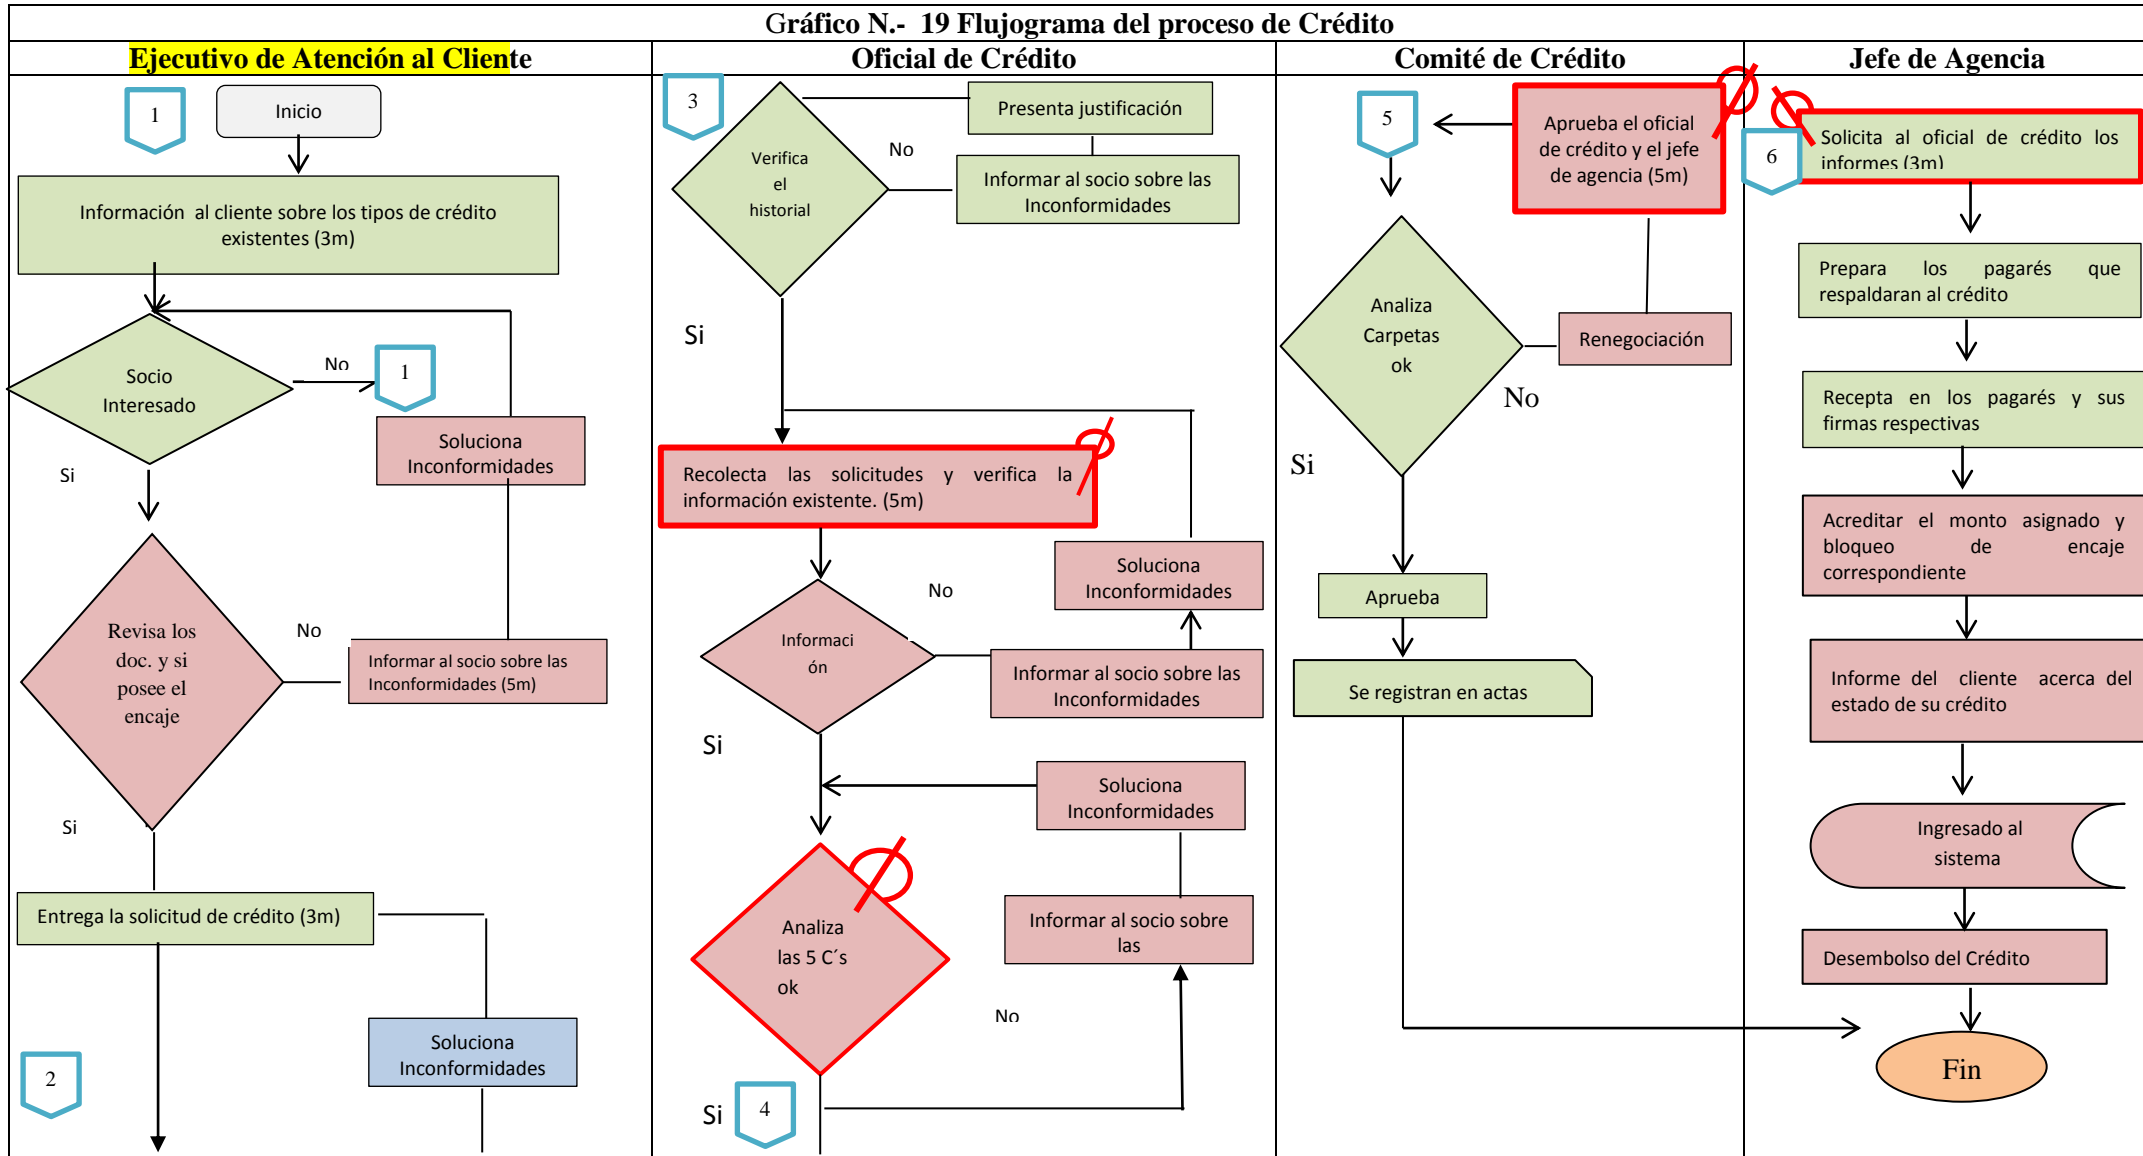 Gráfico N.- 19 Flujograma del proceso de Crédito
Ejecutivo de Atención al Cliente
Oficial de Crédito
Comité de Crédito
Jefe de Agencia
1
Inicio
Información al cliente sobre los tipos de crédito
existentes (3m)
Socio
Interesado
No
1
Soluciona
Inconformidades
Si
Revisa los
doc. y si
posee el
encaje
No
Informar al socio sobre las
Inconformidades (5m)
Si
Entrega la solicitud de crédito (3m)
Soluciona
Inconformidades
2
3
Verifica
el
historial
Presenta justificación
No
Informar al socio sobre las
Inconformidades
Si
Recolecta las solicitudes y verifica la
información existente. (5m)
Soluciona
Inconformidades
No
Informaci
ón
Informar al socio sobre las
Inconformidades
Si
Soluciona
Inconformidades
Analiza
las 5 C´s
ok
Informar al socio sobre
las
No
Si
4
5
Aprueba el oficial
de crédito y el jefe
de agencia (5m)
Analiza
Carpetas
ok
Renegociación
No
Si
Aprueba
Se registran en actas
6
Solicita al oficial de crédito los
informes (3m)
Prepara los pagarés que
respaldaran al crédito
Recepta en los pagarés y sus
firmas respectivas
Acreditar el monto asignado y
bloqueo de encaje
correspondiente
Informe del cliente acerca del
estado de su crédito
Ingresado al
sistema
Desembolso del Crédito
Fin